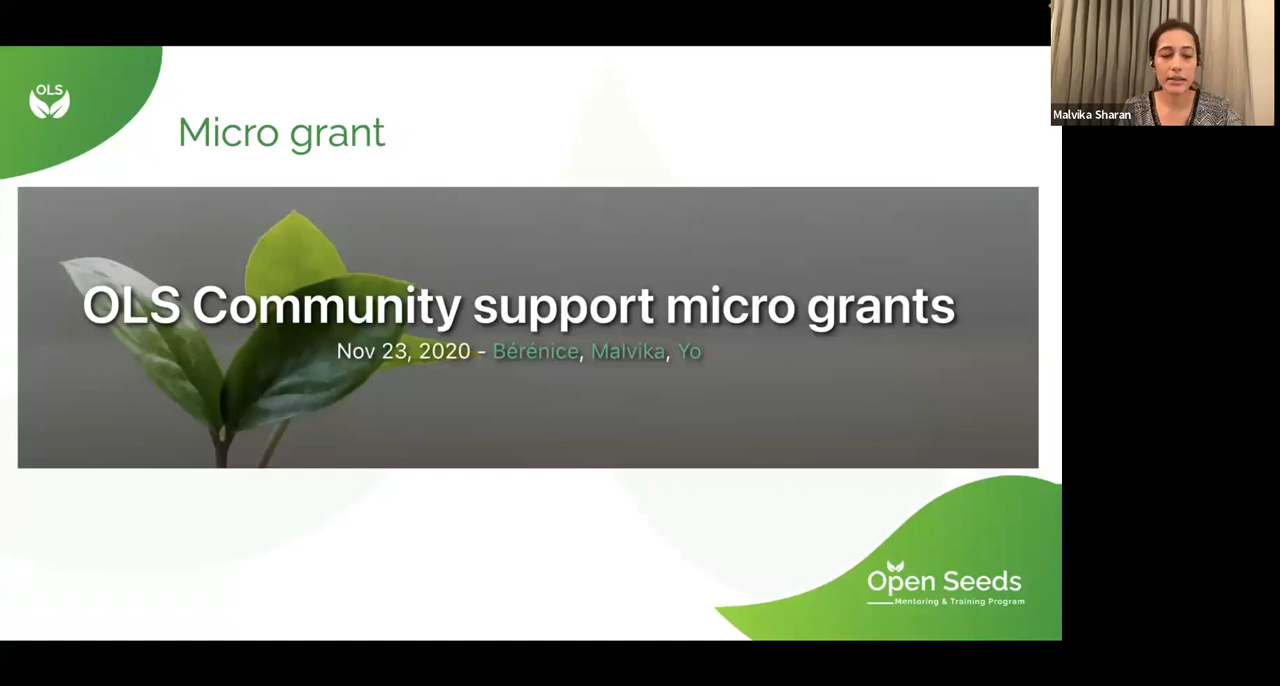 OLS
Micro grant
OLS Community support micro grants
Nov 23, 2020 - Bérénice, Malvika, Yo
Open Seeds
Mentoring & Training Program
Malvika Sharan